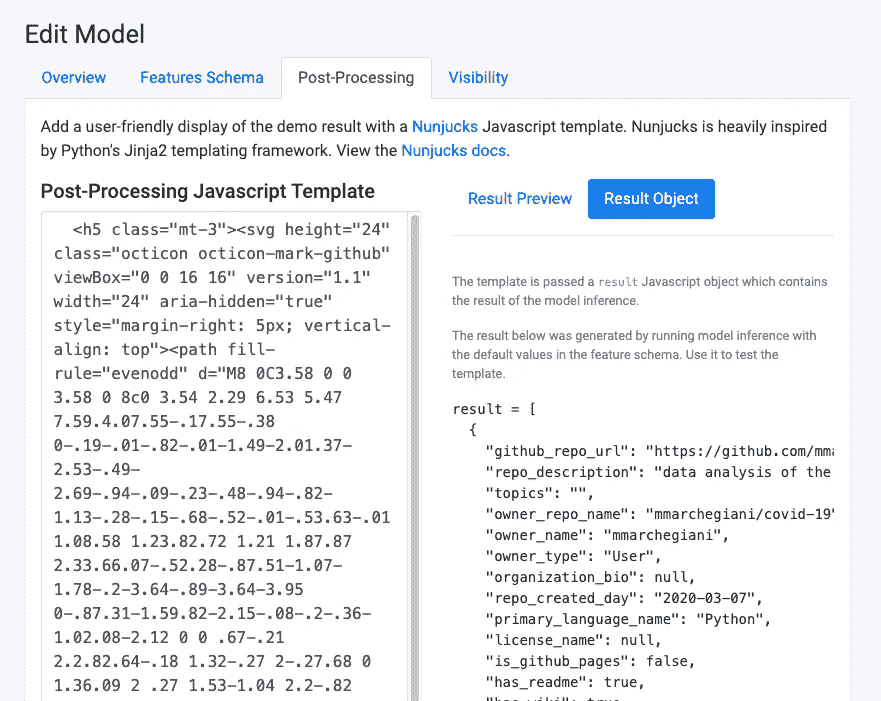 Edit Model
Overview
Features Schema
Post-Processing
Visibility
Add a user-friendly display of the demo result with a Nunjucks Javascript template. Nunjucks is heavily inspired
by Python's Jinja2 templating framework. View the Nunjucks docs.
Post-Processing Javascript Template
<h5 class="mt-3"><svg height="24"
class="octicon octicon-mark-github"
viewBox="0 0 16 16" version="1.1"
width="24" aria-hidden="true"
style="margin-right: 5px; vertical-
align: top"><path fill-
rule="evenodd" d="M8 0C3.58 0 0
3.58 0 8c0 3.54 2.29 6.53 5.47
7.59.4.07.55-.17.55-.38
0-.19-.01-.82-.01-1.49-2.01.37-
2.53-.49-
2.69-.94-.09-.23-.48-.94-.82-
1.13-.28-.15-.68-.52-.01-.53.63-.01
1.08.58 1.23.82.72 1.21 1.87.87
2.33.66.07-.52.28-.87.51-1.07-
1.78-.2-3.64-.89-3.64-3.95
0-.87.31-1.59.82-2.15-.08-.2-.36-
1.02.08-2.12 0 0 .67-.21
2.2.82.64-.18 1.32-.27 2-.27.68 0
1.36.09 2 .27 1.53-1.04 2.2-.82
Result Preview
Result Object
The template is passed a result Javascript object which contains
the result of the model inference.
The result below was generated by running model inference with
the default values in the feature schema. Use it to test the
template.
result = [
{
"github_repo_url": "https://github.com/mma
"repo_description": "data analysis of the
"topics": "",
"owner_repo_name": "mmarchegiani/covid-19"
"owner_name": "mmarchegiani",
"owner_type": "User",
"organization_bio": null,
"repo_created_day": "2020-03-07",
"primary_language_name": "Python",
"license_name": null,
"is_github_pages": false,
"has_readme": true,